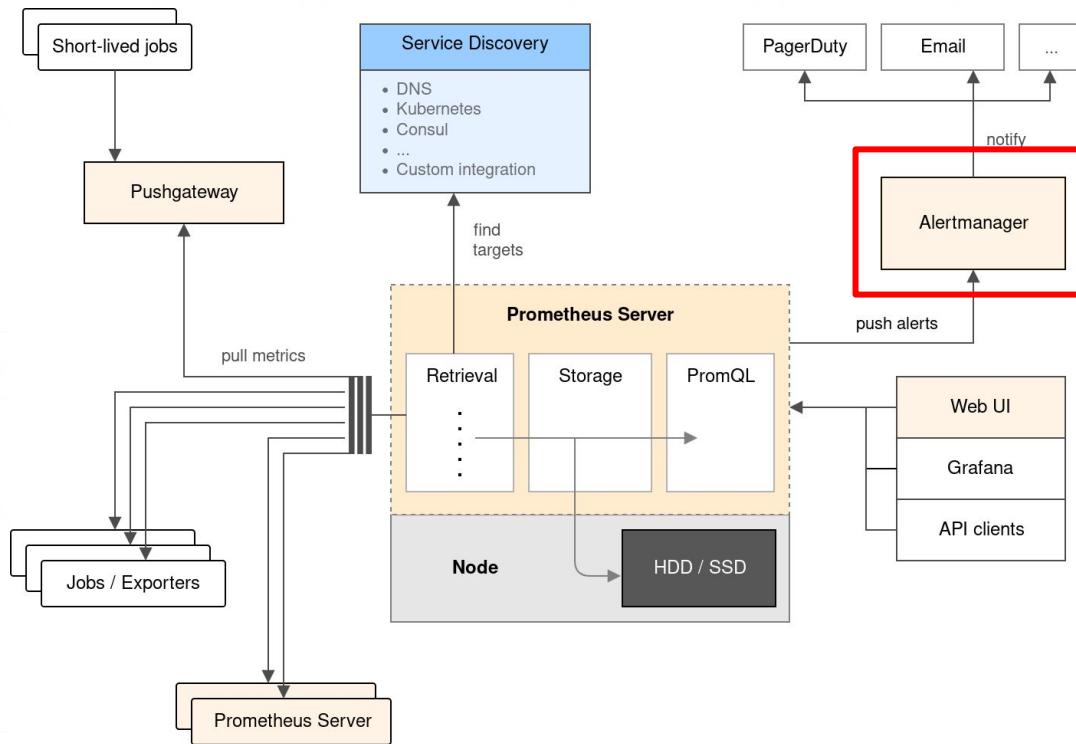 Short-lived jobs
Service Discovery
• DNS
• Kubernetes
• Consul
• ...
• Custom integration
PagerDuty
Email
...
notify
Pushgateway
Alertmanager
find
targets
Prometheus Server
push alerts
pull metrics
Retrieval
Storage
PromQL
Web UI
Grafana
API clients
Node
HDD / SSD
Jobs / Exporters
Prometheus Server